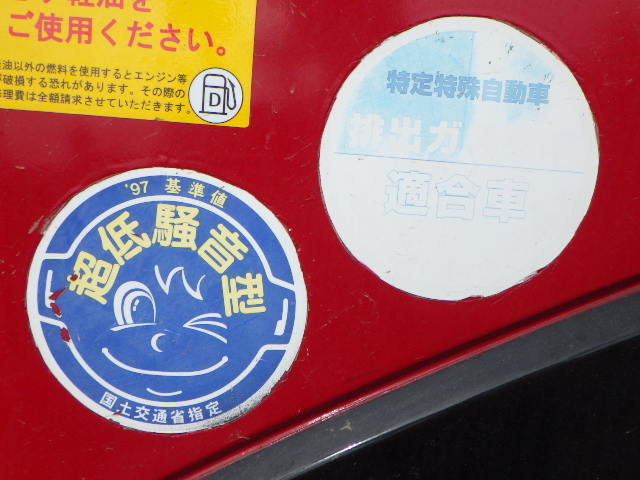 軽油を
ご使用ください。
油以外の燃料を使用するとエンジン等
破損する恐れがあります。その際の
理費は全額請求させていただきます。
D
特定特殊自動車
排出ガ
適合車
'97 基準値
超低騒音型
国土交通省指定